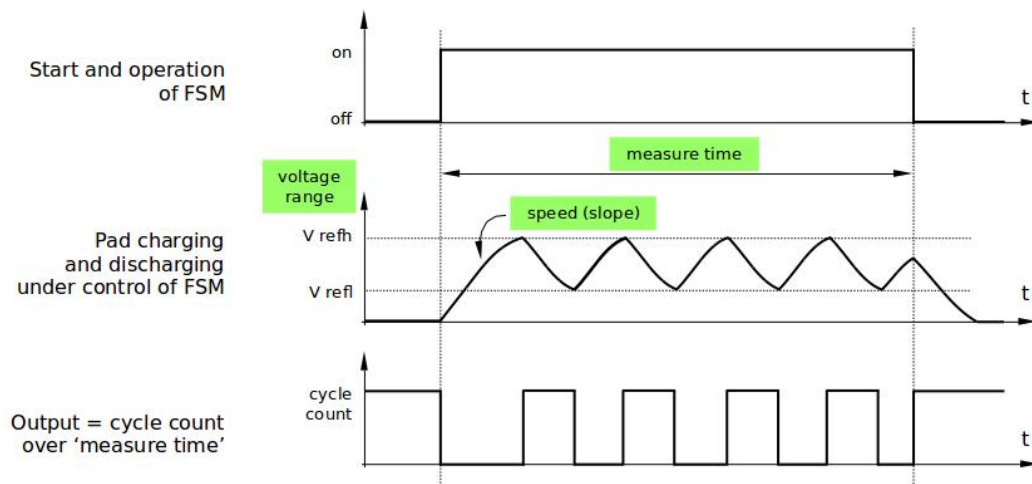 Start and operation
of FSM
on
off
t
measure time
voltage
range
speed (slope)
Pad charging
and discharging
under control of FSM
V refh
V refl
t
Output = cycle count
over ‘measure time’
cycle
count
t